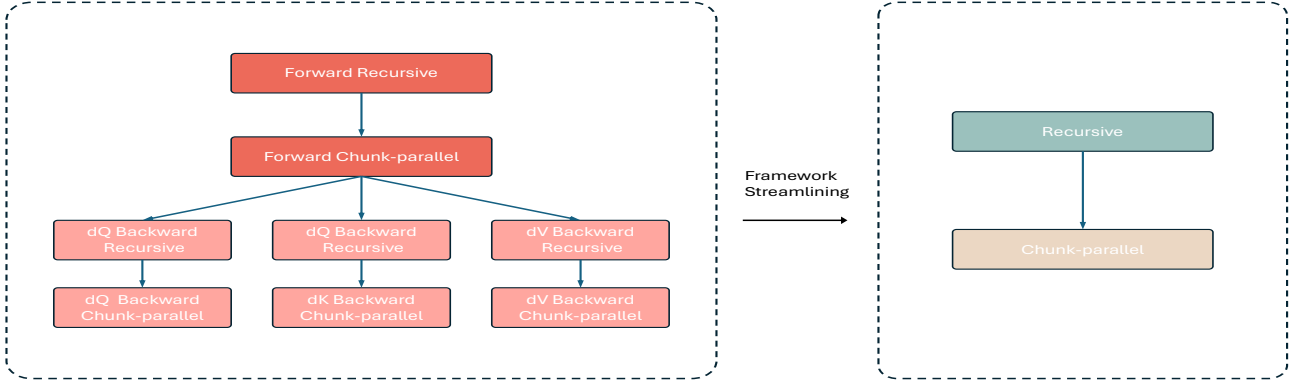 Forward Recursive
Forward Chunk-parallel
dQ Backward
Recursive
dQ Backward
Recursive
dV Backward
Recursive
dQ  Backward
Chunk-parallel
dK Backward
Chunk-parallel
dV Backward
Chunk-parallel
Framework
Streamlining
Recursive
Chunk-parallel